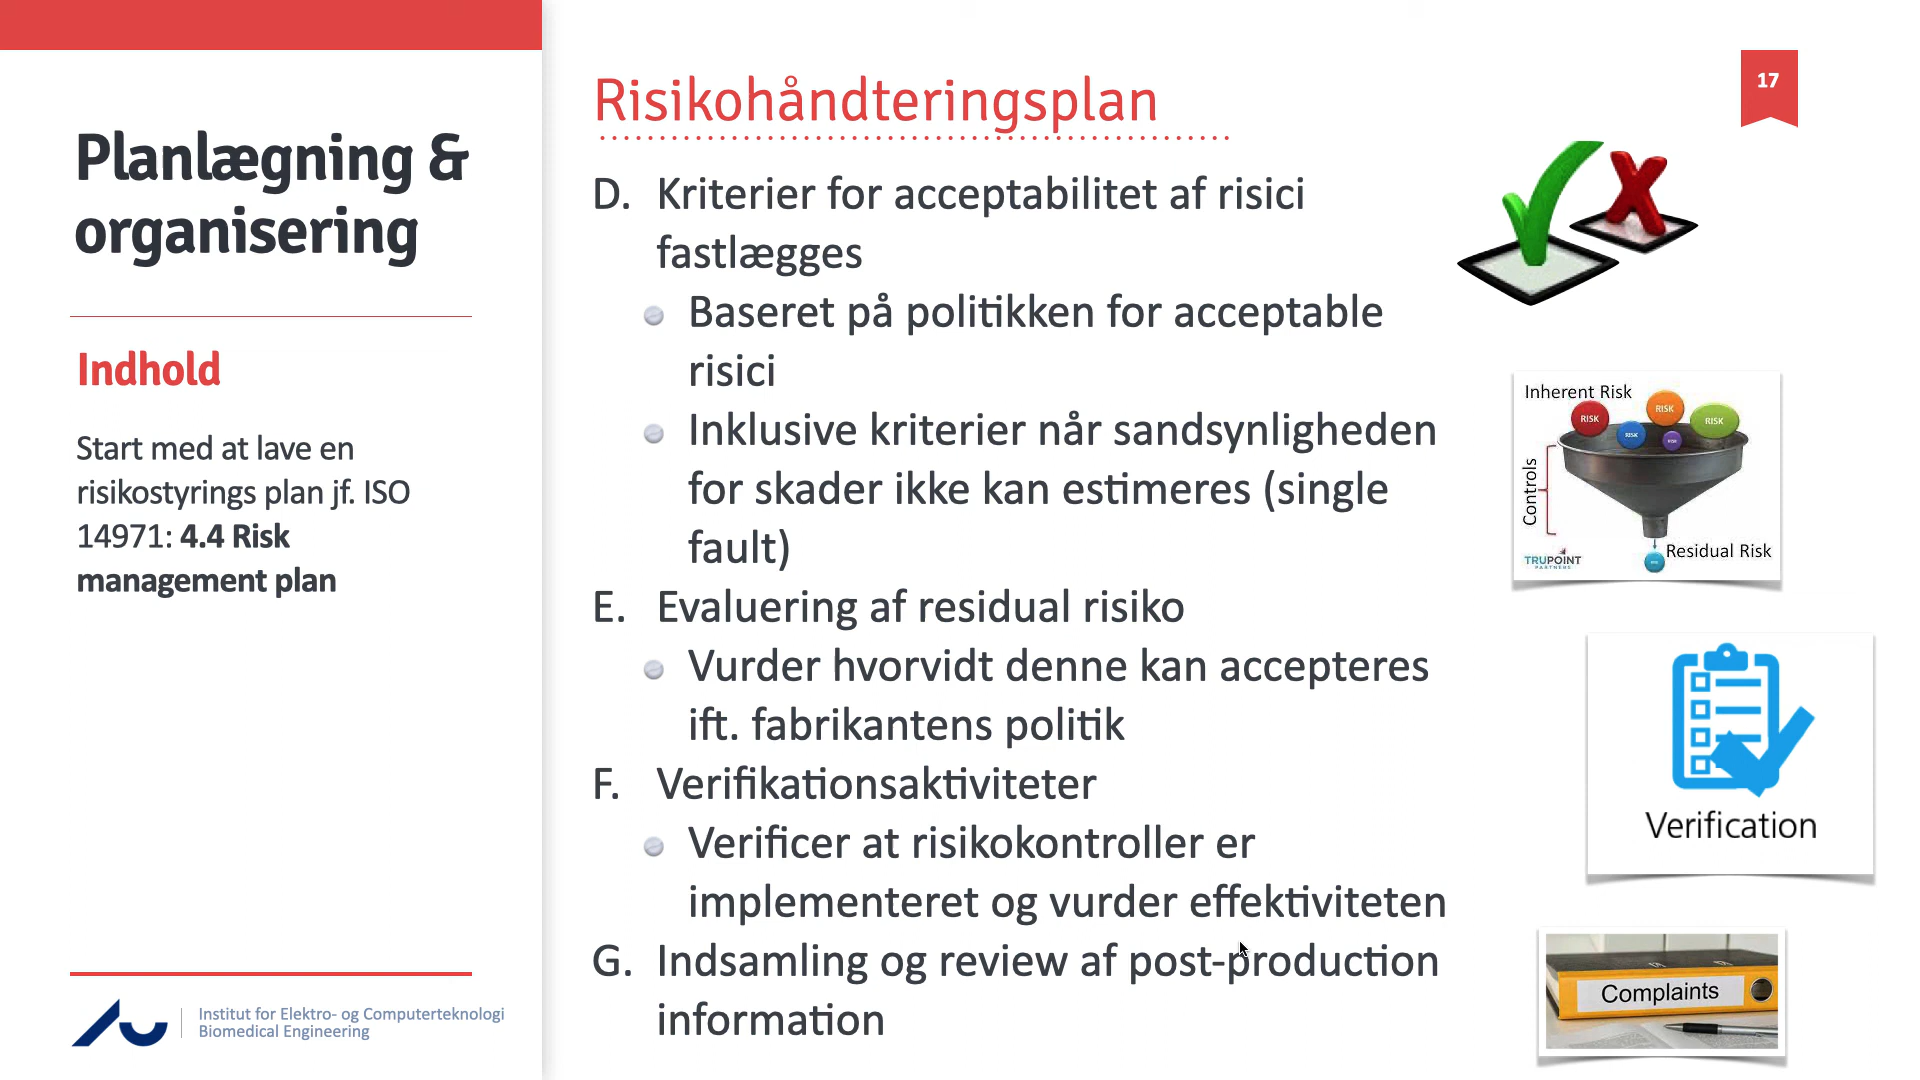 Planlægning &
organisering
Indhold
Start med at lave en
risikostyrings plan jf. ISO
14971: 4.4 Risk
management plan
Institut for Elektro- og Computerteknologi
Biomedical Engineering
Risikohåndteringsplan
17
D. Kriterier for acceptabilitet af risici
fastlægges
Baseret på politikken for acceptable
risici
Inklusive kriterier når sandsynligheden
for skader ikke kan estimeres (single
fault)
E. Evaluering af residual risiko
Vurder hvorvidt denne kan accepteres
ift. fabrikantens politik
F. Verifikationsaktiviteter
Verificer at risikokontroller er
implementeret og vurder effektiviteten
G. Indsamling og review af post-production
information
Inherent Risk
RISK
RISK
RISK
RISK
RISK
Controls
Residual Risk
TRUPOINT
PARTNERS
Verification
Complaints